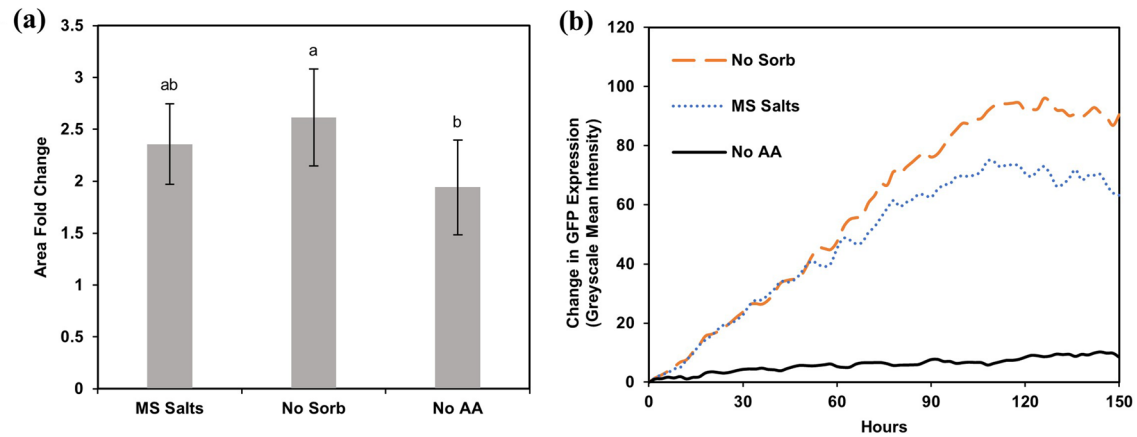 (a)
3.5
3
2.5
2
1.5
1
0.5
0
Area Fold Change
ab
a
b
MS Salts No Sorb No AA
(b)
120
100
80
60
40
20
0
Change in GFP Expression
(Greyscale Mean Intensity)
No Sorb
MS Salts
No AA
0 30 60 90 120 150
Hours